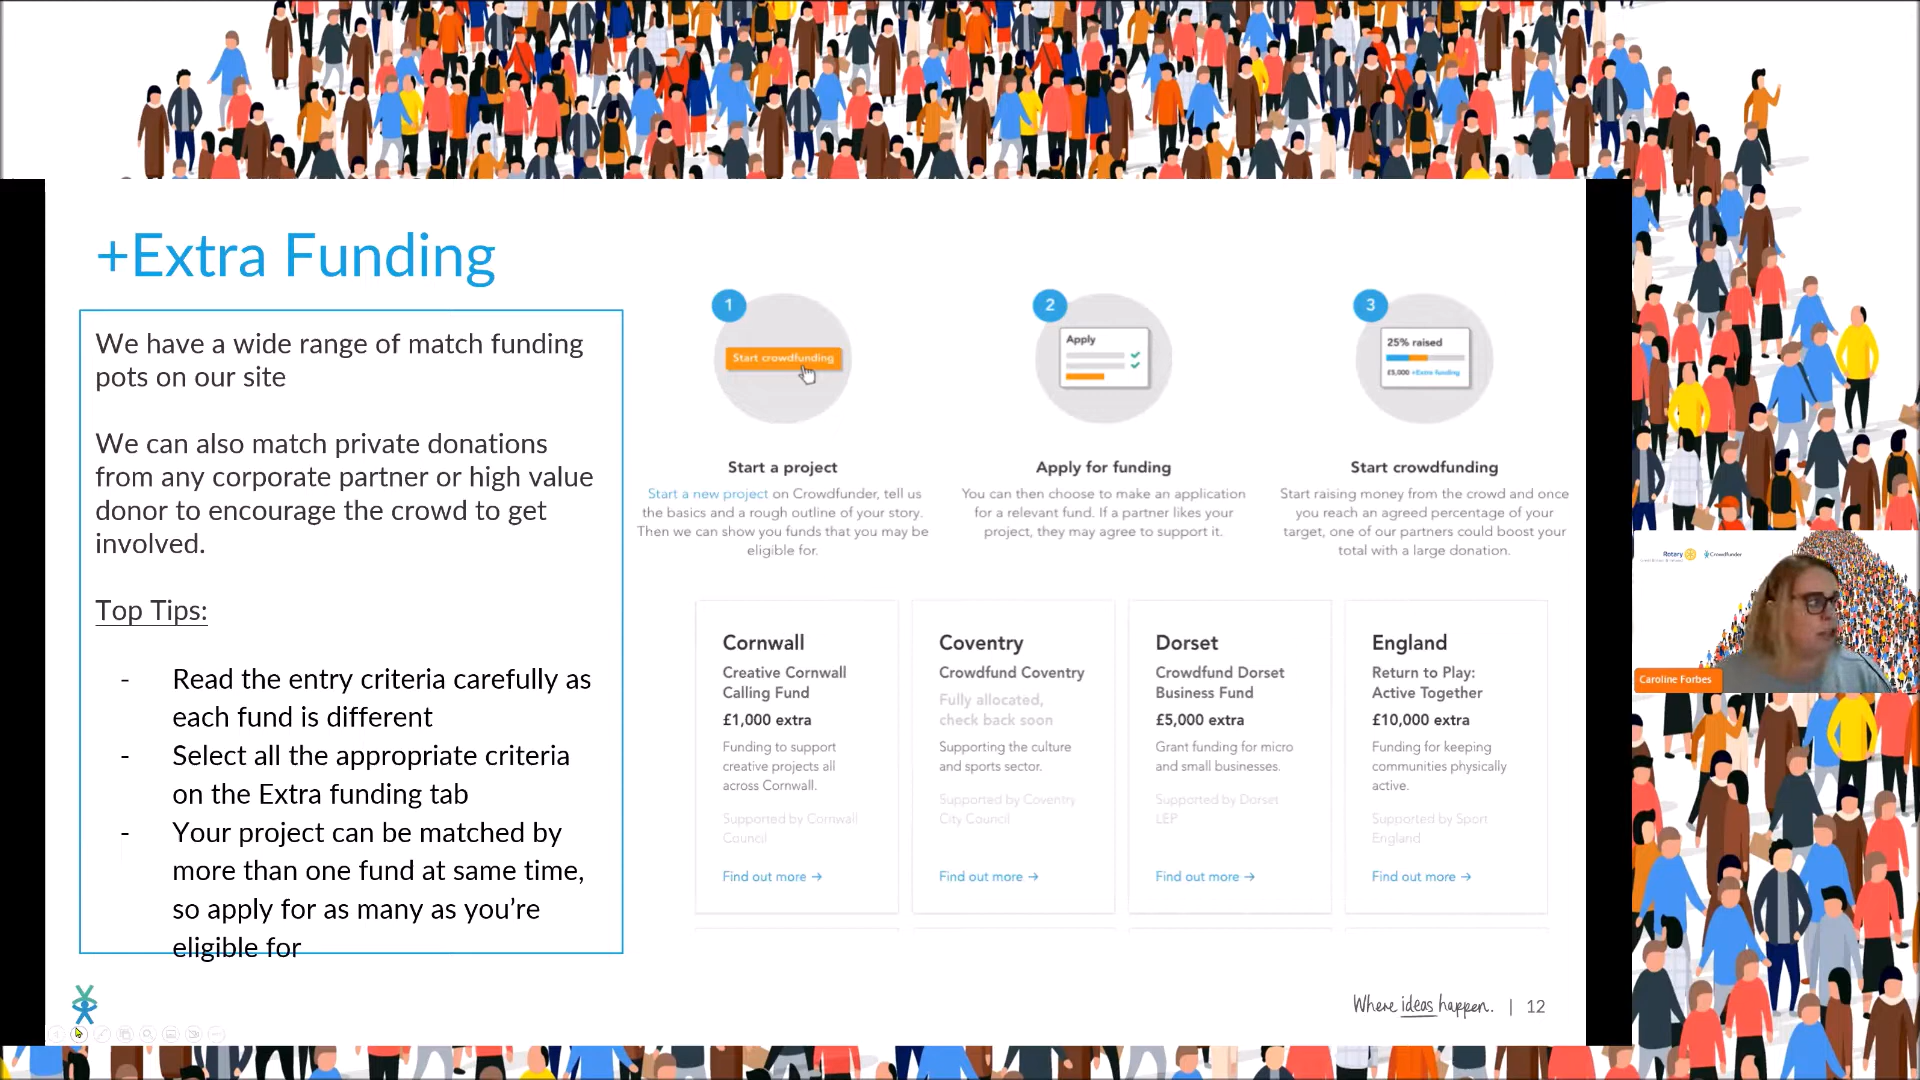 +Extra Funding
We have a wide range of match funding
pots on our site
We can also match private donations
from any corporate partner or high value
donor to encourage the crowd to get
involved.
Top Tips:
- Read the entry criteria carefully as
each fund is different
- Select all the appropriate criteria
on the Extra funding tab
- Your project can be matched by
more than one fund at same time,
so apply for as many as you’re
eligible for
1
Start crowdfunding
Start a project
Start a new project on Crowdfunder, tell us
the basics and a rough outline of your story.
Then we can show you funds that you may be
eligible for.
2
Apply
Apply for funding
You can then choose to make an application
for a relevant fund. If a partner likes your
project, they may agree to support it.
3
25% raised
£5,000 +Extra funding
Start crowdfunding
Start raising money from the crowd and once
you reach an agreed percentage of your
target, one of our partners could boost your
total with a large donation.
Cornwall
Creative Cornwall
Calling Fund
£1,000 extra
Funding to support
creative projects all
across Cornwall.
Supported by Cornwall
Council
Find out more →
Coventry
Crowdfund Coventry
Fully allocated,
check back soon
Supporting the culture
and sports sector.
Supported by Coventry
City Council
Find out more →
Dorset
Crowdfund Dorset
Business Fund
£5,000 extra
Grant funding for micro
and small businesses.
Supported by Dorset
LEP
Find out more →
England
Return to Play:
Active Together
£10,000 extra
Funding for keeping
communities physically
active.
Supported by Sport
England
Find out more →
Where ideas happen. | 12
Rotary
Crowdfunder
Caroline Forbes